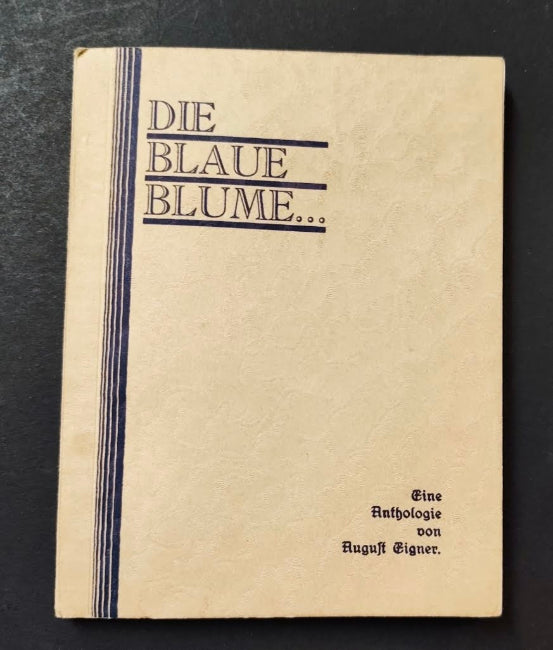 DIE
BLAUE
BLUME...
Eine
Anthologie
von
Auguſt Eigner.